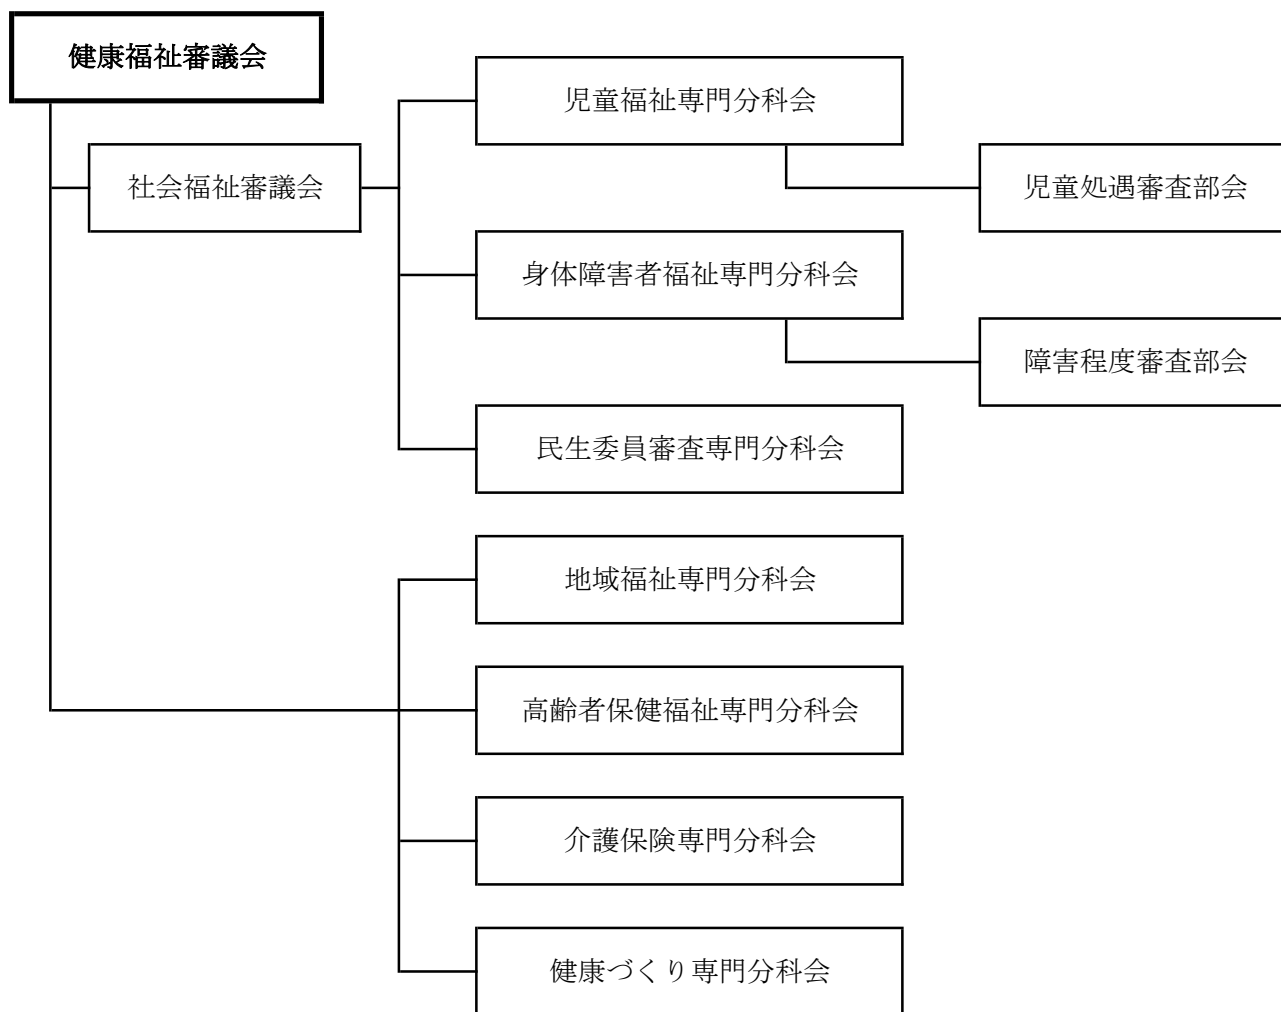 健康福祉審議会
児童福祉専門分科会
社会福祉審議会
児童処遇審査部会
身体障害者福祉専門分科会
障害程度審査部会
民生委員審査専門分科会
地域福祉専門分科会
高齢者保健福祉専門分科会
介護保険専門分科会
健康づくり専門分科会